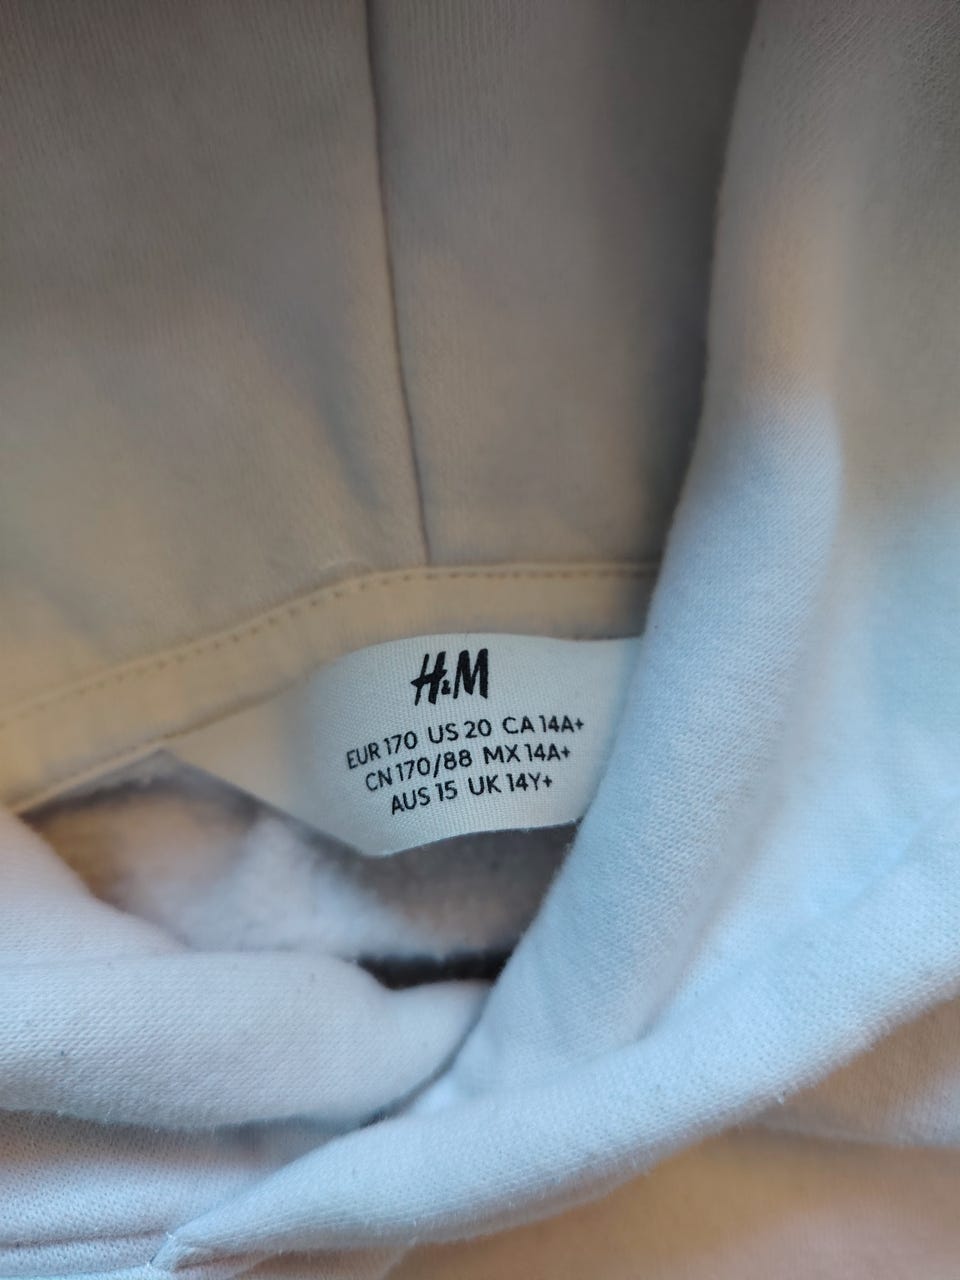 H&M
EUR 170 US 20 CA 14A+
CN 170/88 MX 14A+
AUS 15 UK 14Y+